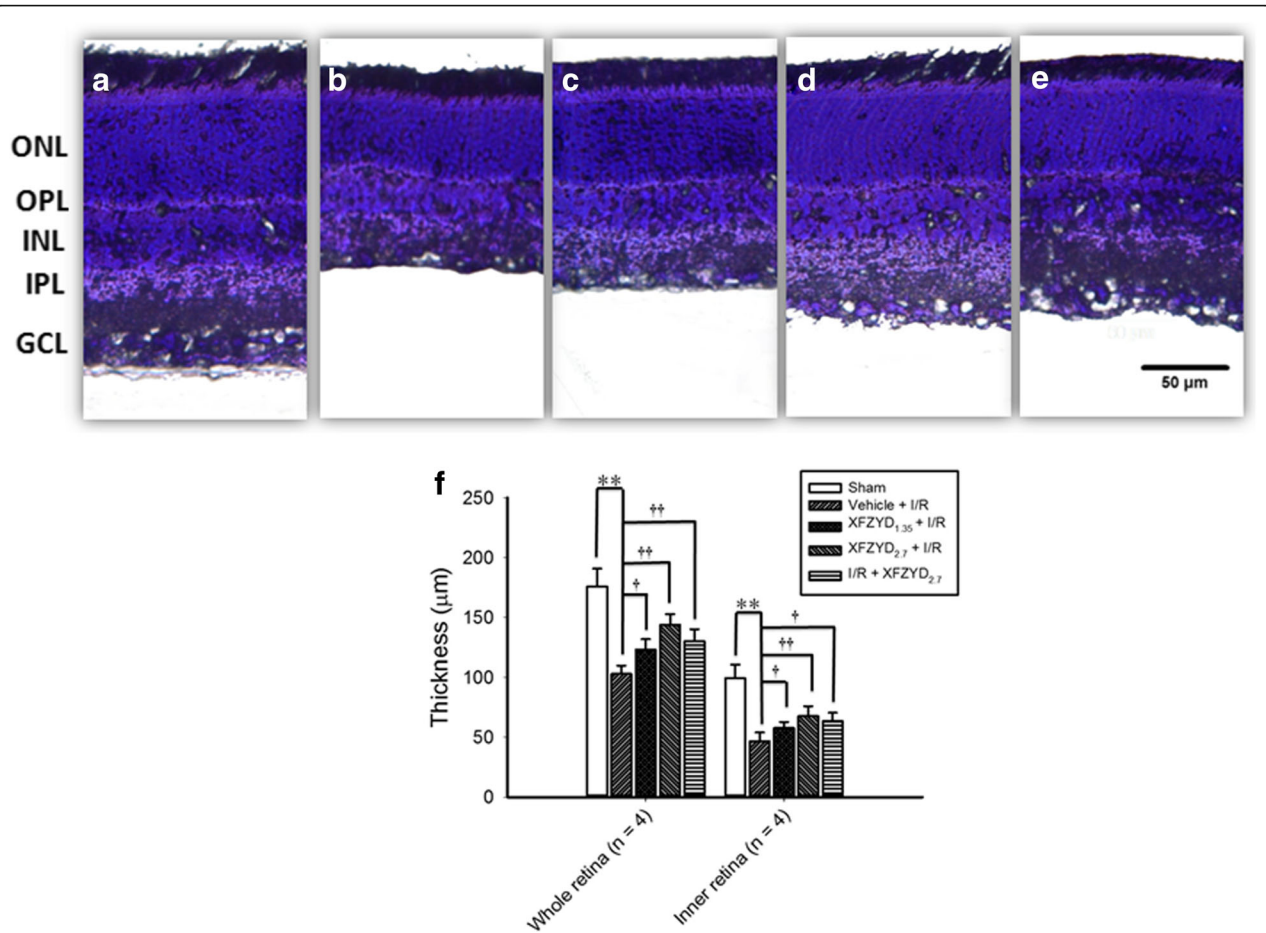 a b c d e
ONL
OPL
INL
IPL
GCL
50 μm
f
Thickness (μm)
250
200
150
100
50
0
**
††
††
†
**
†
††
†
Sham
Vehicle + I/R
XFZYD1.35 + I/R
XFZYD2.7 + I/R
I/R + XFZYD2.7
Whole retina (n = 4)
Inner retina (n = 4)